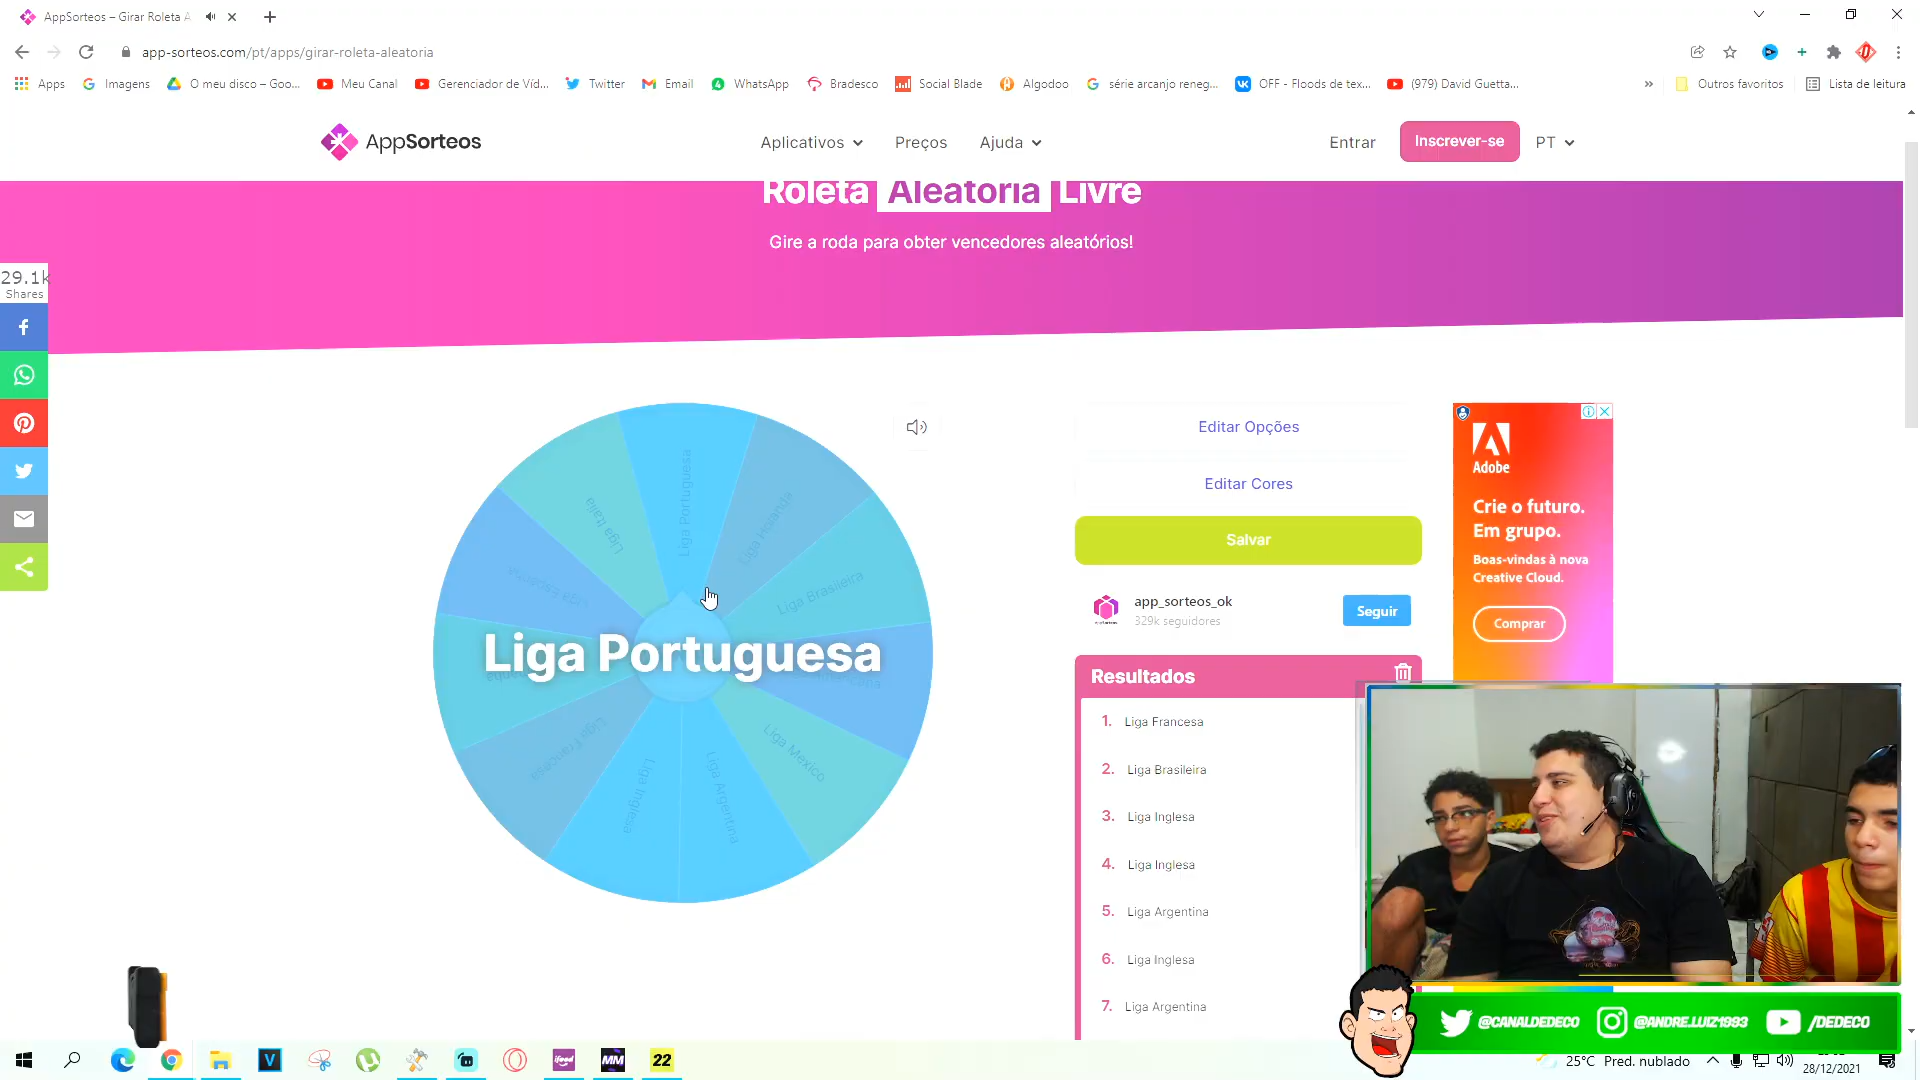 AppSorteos – Girar Roleta A
app-sorteos.com/pt/apps/girar-roleta-aleatoria
Apps
Imagens
O meu disco – Goo...
Meu Canal
Gerenciador de Víd...
Twitter
Email
WhatsApp
Bradesco
Social Blade
Algodoo
série arcanjo reneg...
OFF - Floods de tex...
(979) David Guetta...
»
Outros favoritos
Lista de leitura
AppSorteos
Aplicativos
Preços
Ajuda
Entrar
Inscrever-se
PT
Roleta Aleatoria Livre
Gire a roda para obter vencedores aleatórios!
29.1k
Shares
Liga Portuguesa
Liga Holanda
Liga Brasileira
Liga Mexico
Liga Argentina
Liga Inglesa
Liga Francesa
Liga Espanha
Liga Italia
Liga Portuguesa
Editar Opções
Editar Cores
Salvar
app_sorteos_ok
329k seguidores
Seguir
Resultados
1. Liga Francesa
2. Liga Brasileira
3. Liga Inglesa
4. Liga Inglesa
5. Liga Argentina
6. Liga Inglesa
7. Liga Argentina
Adobe
Crie o futuro.
Em grupo.
Boas-vindas à nova
Creative Cloud.
Comprar
@CANALDEDECO
@ANDRE.LUIZ1993
/DEDECO
V
ifood
MM
22
25°C Pred. nublado
28/12/2021